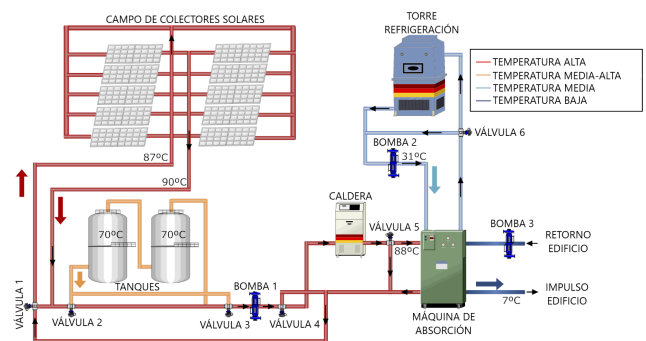 CAMPO DE COLECTORES SOLARES
TORRE
REFRIGERACIÓN
TEMPERATURA ALTA
TEMPERATURA MEDIA-ALTA
TEMPERATURA MEDIA
TEMPERATURA BAJA
VÁLVULA 6
BOMBA 2
31ºC
87ºC
90ºC
CALDERA
VÁLVULA 5
88ºC
BOMBA 3
RETORNO
EDIFICIO
70ºC
70ºC
TANQUES
BOMBA 1
IMPULSO
EDIFICIO
7ºC
VÁLVULA 1
VÁLVULA 2
VÁLVULA 3
VÁLVULA 4
MÁQUINA DE
ABSORCIÓN